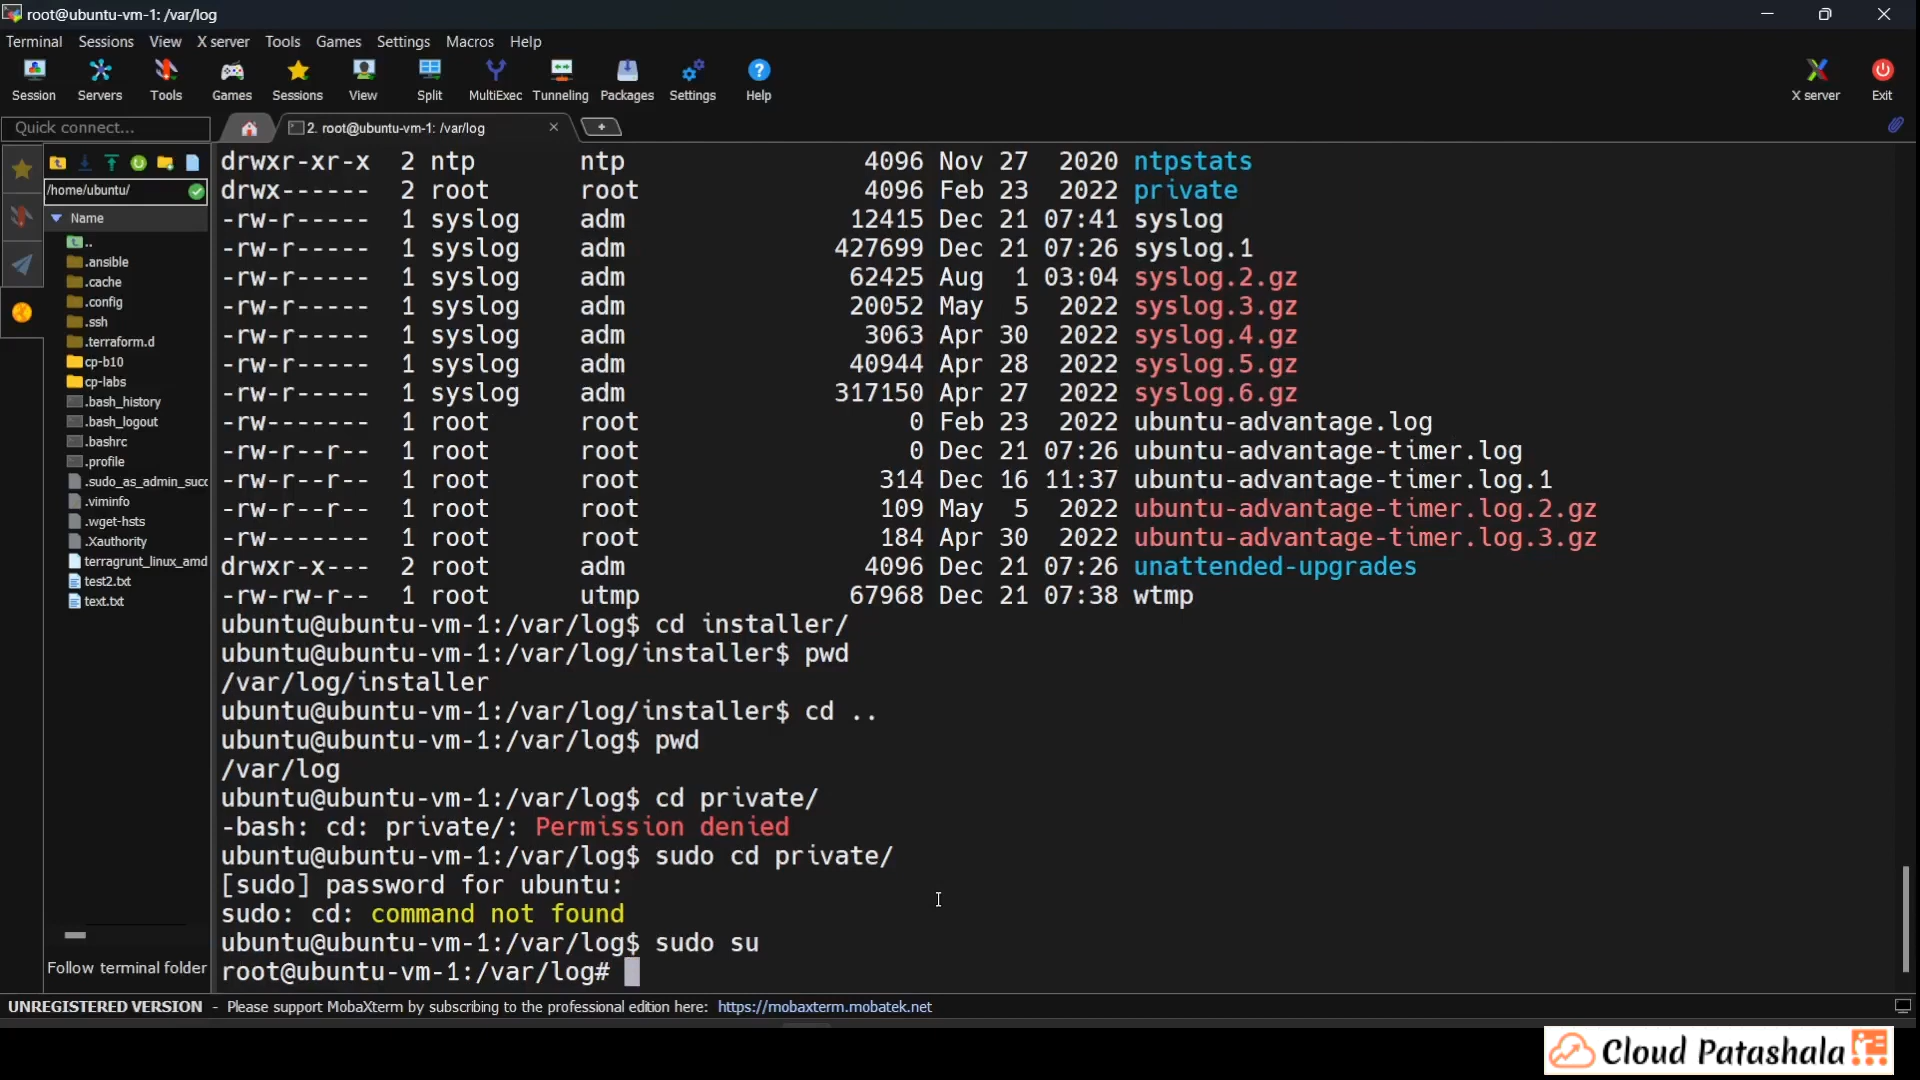 root@ubuntu-vm-1: /var/log
Terminal Sessions View X server Tools Games Settings Macros Help
Session Servers Tools Games Sessions View Split MultiExec Tunneling Packages Settings Help X server Exit
Quick connect...
2. root@ubuntu-vm-1: /var/log
/home/ubuntu/
Name
..
.ansible
.cache
.config
.ssh
.terraform.d
cp-b10
cp-labs
.bash_history
.bash_logout
.bashrc
.profile
.sudo_as_admin_succ
.viminfo
.wget-hsts
.Xauthority
terragrunt_linux_amd
test2.txt
text.txt
Follow terminal folder
drwxr-xr-x 2 ntp ntp 4096 Nov 27 2020 ntpstats
drwx------ 2 root root 4096 Feb 23 2022 private
-rw-r----- 1 syslog adm 12415 Dec 21 07:41 syslog
-rw-r----- 1 syslog adm 427699 Dec 21 07:26 syslog.1
-rw-r----- 1 syslog adm 62425 Aug 1 03:04 syslog.2.gz
-rw-r----- 1 syslog adm 20052 May 5 2022 syslog.3.gz
-rw-r----- 1 syslog adm 3063 Apr 30 2022 syslog.4.gz
-rw-r----- 1 syslog adm 40944 Apr 28 2022 syslog.5.gz
-rw-r----- 1 syslog adm 317150 Apr 27 2022 syslog.6.gz
-rw------- 1 root root 0 Feb 23 2022 ubuntu-advantage.log
-rw-r--r-- 1 root root 0 Dec 21 07:26 ubuntu-advantage-timer.log
-rw-r--r-- 1 root root 314 Dec 16 11:37 ubuntu-advantage-timer.log.1
-rw-r--r-- 1 root root 109 May 5 2022 ubuntu-advantage-timer.log.2.gz
-rw------- 1 root root 184 Apr 30 2022 ubuntu-advantage-timer.log.3.gz
drwxr-x--- 2 root adm 4096 Dec 21 07:26 unattended-upgrades
-rw-rw-r-- 1 root utmp 67968 Dec 21 07:38 wtmp
ubuntu@ubuntu-vm-1:/var/log$ cd installer/
ubuntu@ubuntu-vm-1:/var/log/installer$ pwd
/var/log/installer
ubuntu@ubuntu-vm-1:/var/log/installer$ cd ..
ubuntu@ubuntu-vm-1:/var/log$ pwd
/var/log
ubuntu@ubuntu-vm-1:/var/log$ cd private/
-bash: cd: private/: Permission denied
ubuntu@ubuntu-vm-1:/var/log$ sudo cd private/
[sudo] password for ubuntu:
sudo: cd: command not found
ubuntu@ubuntu-vm-1:/var/log$ sudo su
root@ubuntu-vm-1:/var/log#
UNREGISTERED VERSION - Please support MobaXterm by subscribing to the professional edition here: https://mobaxterm.mobatek.net
Cloud Patashala